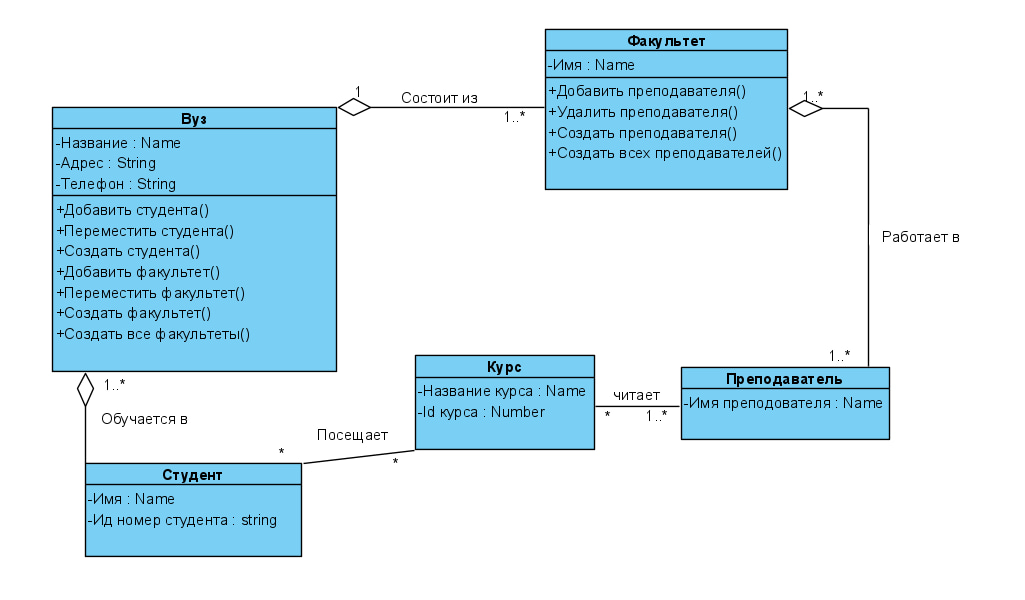 Факультет
-Имя : Name
+Добавить преподавателя()
+Удалить преподавателя()
+Создать преподавателя()
+Создать всех преподавателей()
1
Состоит из
1..*
1..*
Вуз
-Название : Name
-Адрес : String
-Телефон : String
+Добавить студента()
+Переместить студента()
+Создать студента()
+Добавить факультет()
+Переместить факультет()
+Создать факультет()
+Создать все факультеты()
Работает в
1..*
1..*
Обучается в
Курс
-Название курса : Name
-Id курса : Number
читает
*
1..*
Преподаватель
-Имя преподователя : Name
Посещает
*
*
Студент
-Имя : Name
-Ид номер студента : string